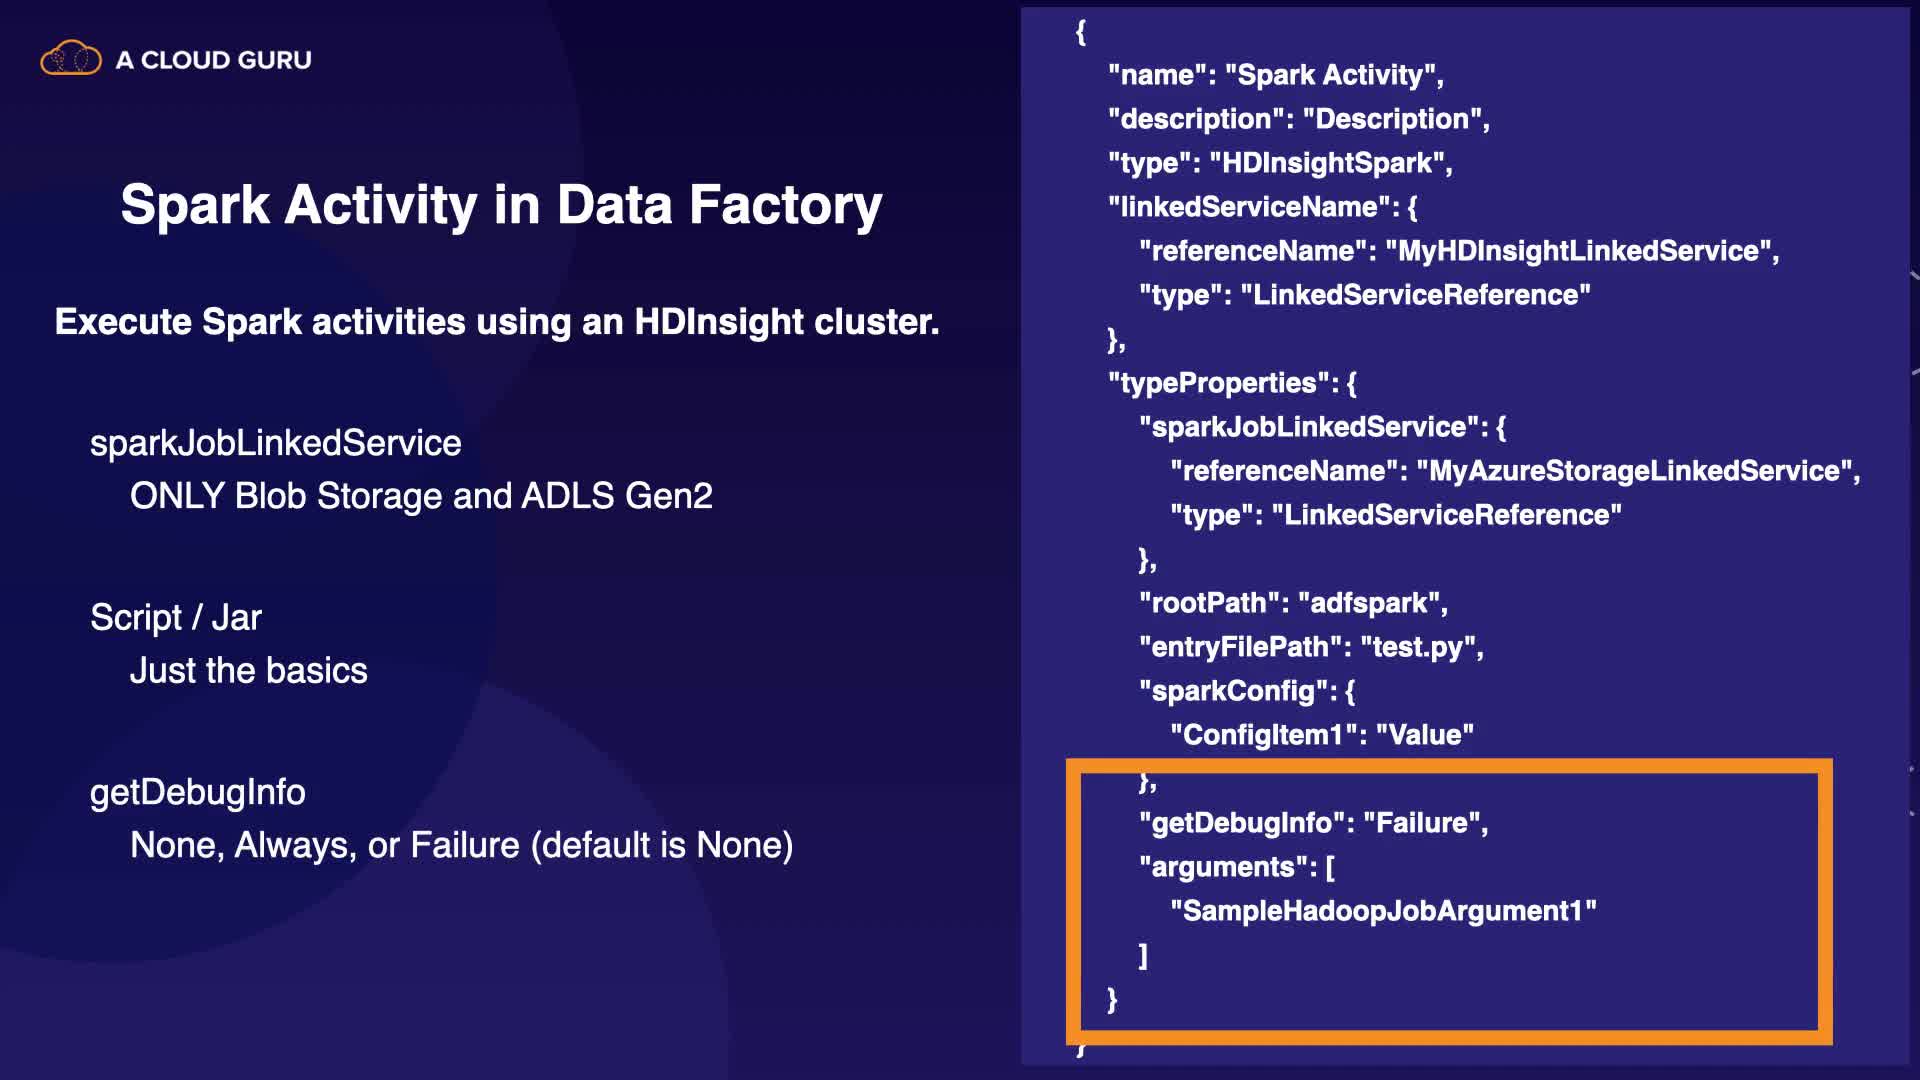 A CLOUD GURU
Spark Activity in Data Factory
Execute Spark activities using an HDInsight cluster.
sparkJobLinkedService
ONLY Blob Storage and ADLS Gen2
Script / Jar
Just the basics
getDebugInfo
None, Always, or Failure (default is None)
{
"name": "Spark Activity",
"description": "Description",
"type": "HDInsightSpark",
"linkedServiceName": {
"referenceName": "MyHDInsightLinkedService",
"type": "LinkedServiceReference"
},
"typeProperties": {
"sparkJobLinkedService": {
"referenceName": "MyAzureStorageLinkedService",
"type": "LinkedServiceReference"
},
"rootPath": "adfspark",
"entryFilePath": "test.py",
"sparkConfig": {
"ConfigItem1": "Value"
},
"getDebugInfo": "Failure",
"arguments": [
"SampleHadoopJobArgument1"
]
}
}